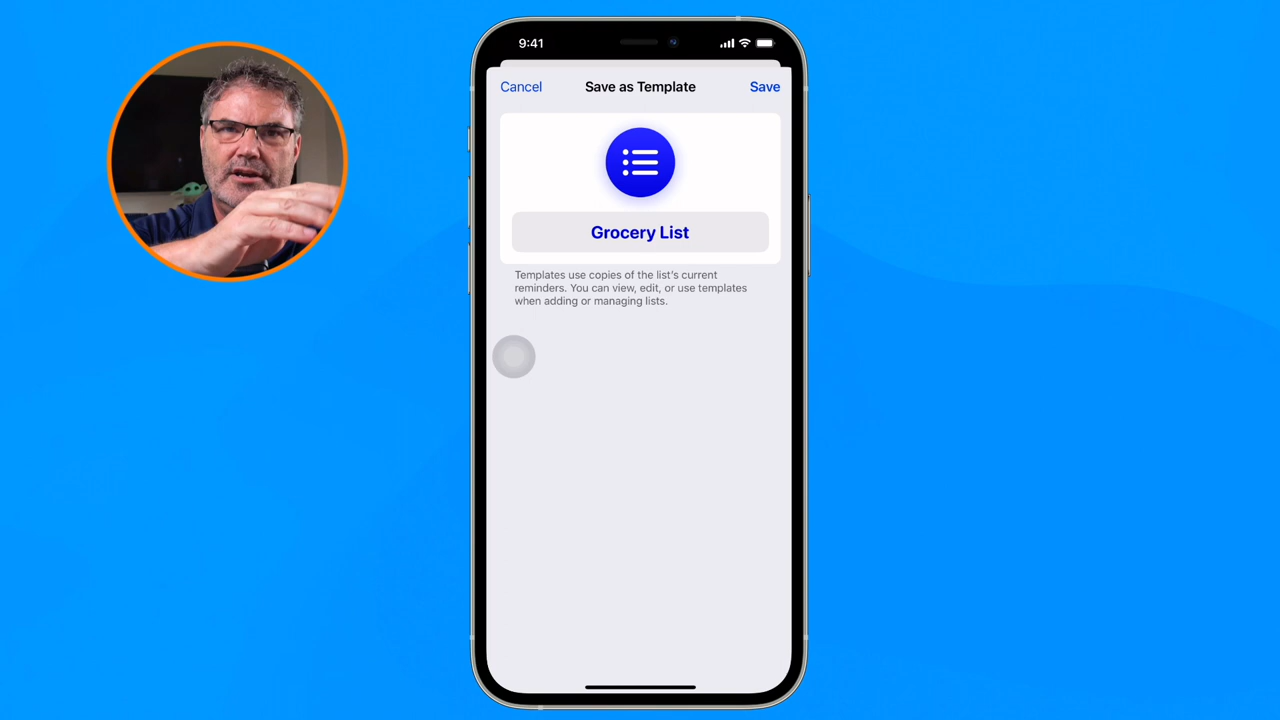 9:41
Cancel
Save as Template
Save
Grocery List
Templates use copies of the list's current
reminders. You can view, edit, or use templates
when adding or managing lists.